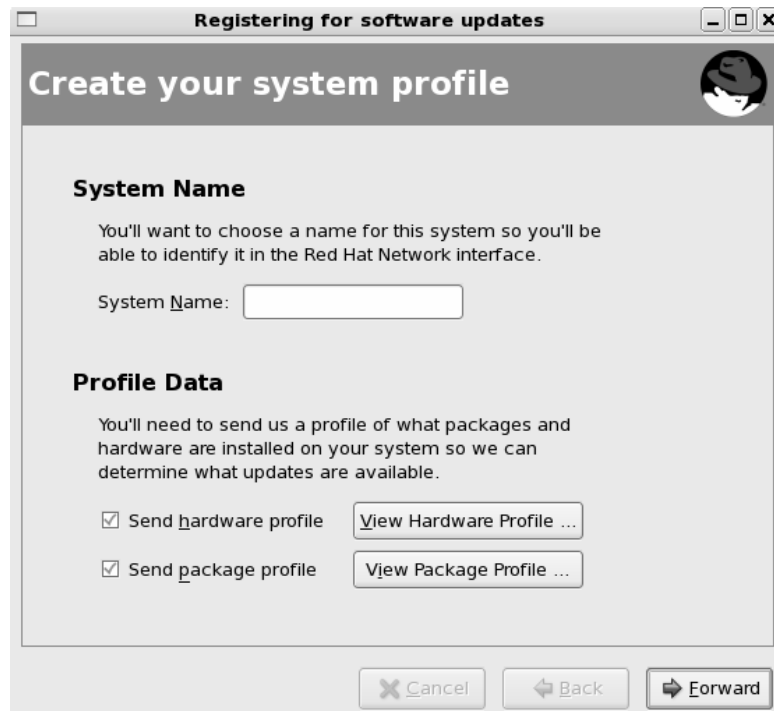 Registering for software updates
Create your system profile
System Name
You'll want to choose a name for this system so you'll be
able to identify it in the Red Hat Network interface.
System Name:
Profile Data
You'll need to send us a profile of what packages and
hardware are installed on your system so we can
determine what updates are available.
Send hardware profile View Hardware Profile ...
Send package profile View Package Profile ...
Cancel Back Forward